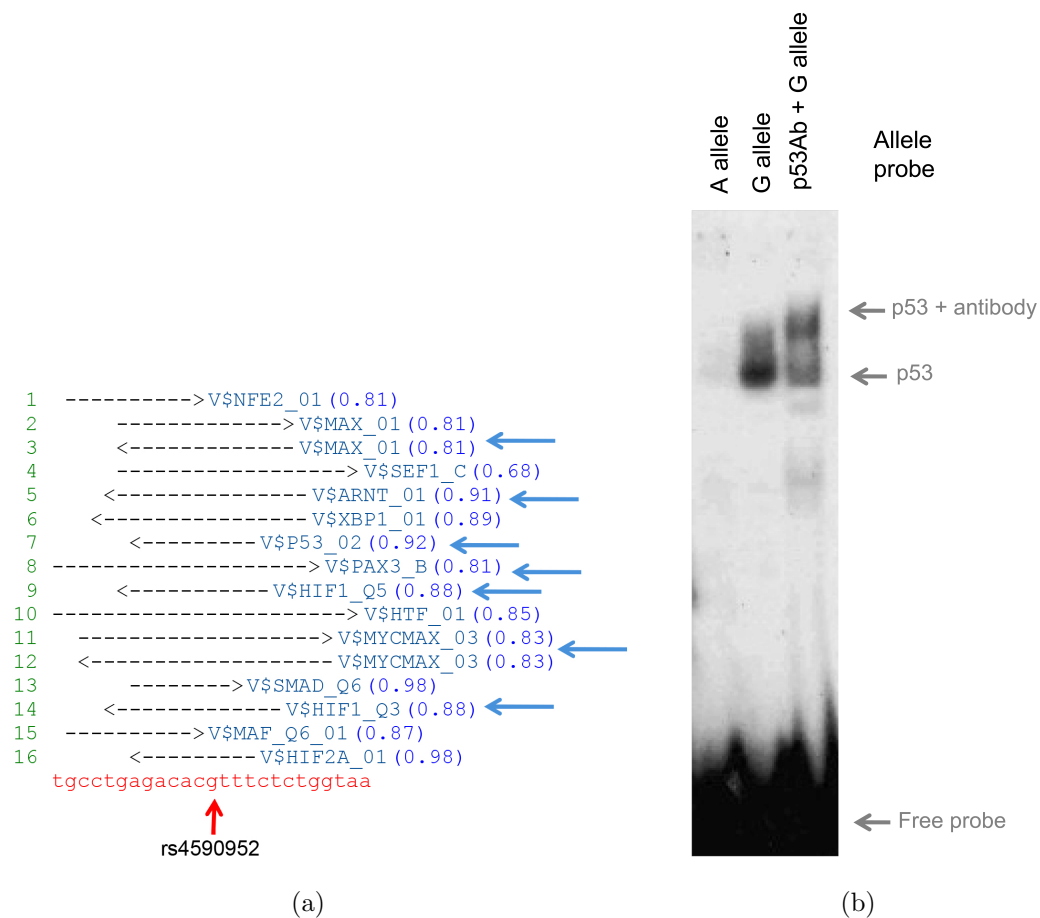 1 ---------->V$NFE2_01(0.81)
2 ------------->V$MAX_01(0.81)
3 <-------------V$MAX_01(0.81)
4 ----------------->V$SEF1_C(0.68)
5 <---------------V$ARNT_01(0.91)
6 <----------------V$XBP1_01(0.89)
7 <---------V$P53_02(0.92)
8 -------------------->V$PAX3_B(0.81)
9 <-----------V$HIF1_Q5(0.88)
10 ----------------------->V$HTF_01(0.85)
11 ------------------->V$MYCMAX_03(0.83)
12 <-------------------V$MYCMAX_03(0.83)
13 -------->V$SMAD_Q6(0.98)
14 <-------------V$HIF1_Q3(0.88)
15 ---------->V$MAF_Q6_01(0.87)
16 <---------V$HIF2A_01(0.98)
tgcctgagacacgtttctctggtaa
rs4590952
(a)
A allele
G allele
p53Ab + G allele
Allele
probe
p53 + antibody
p53
Free probe
(b)